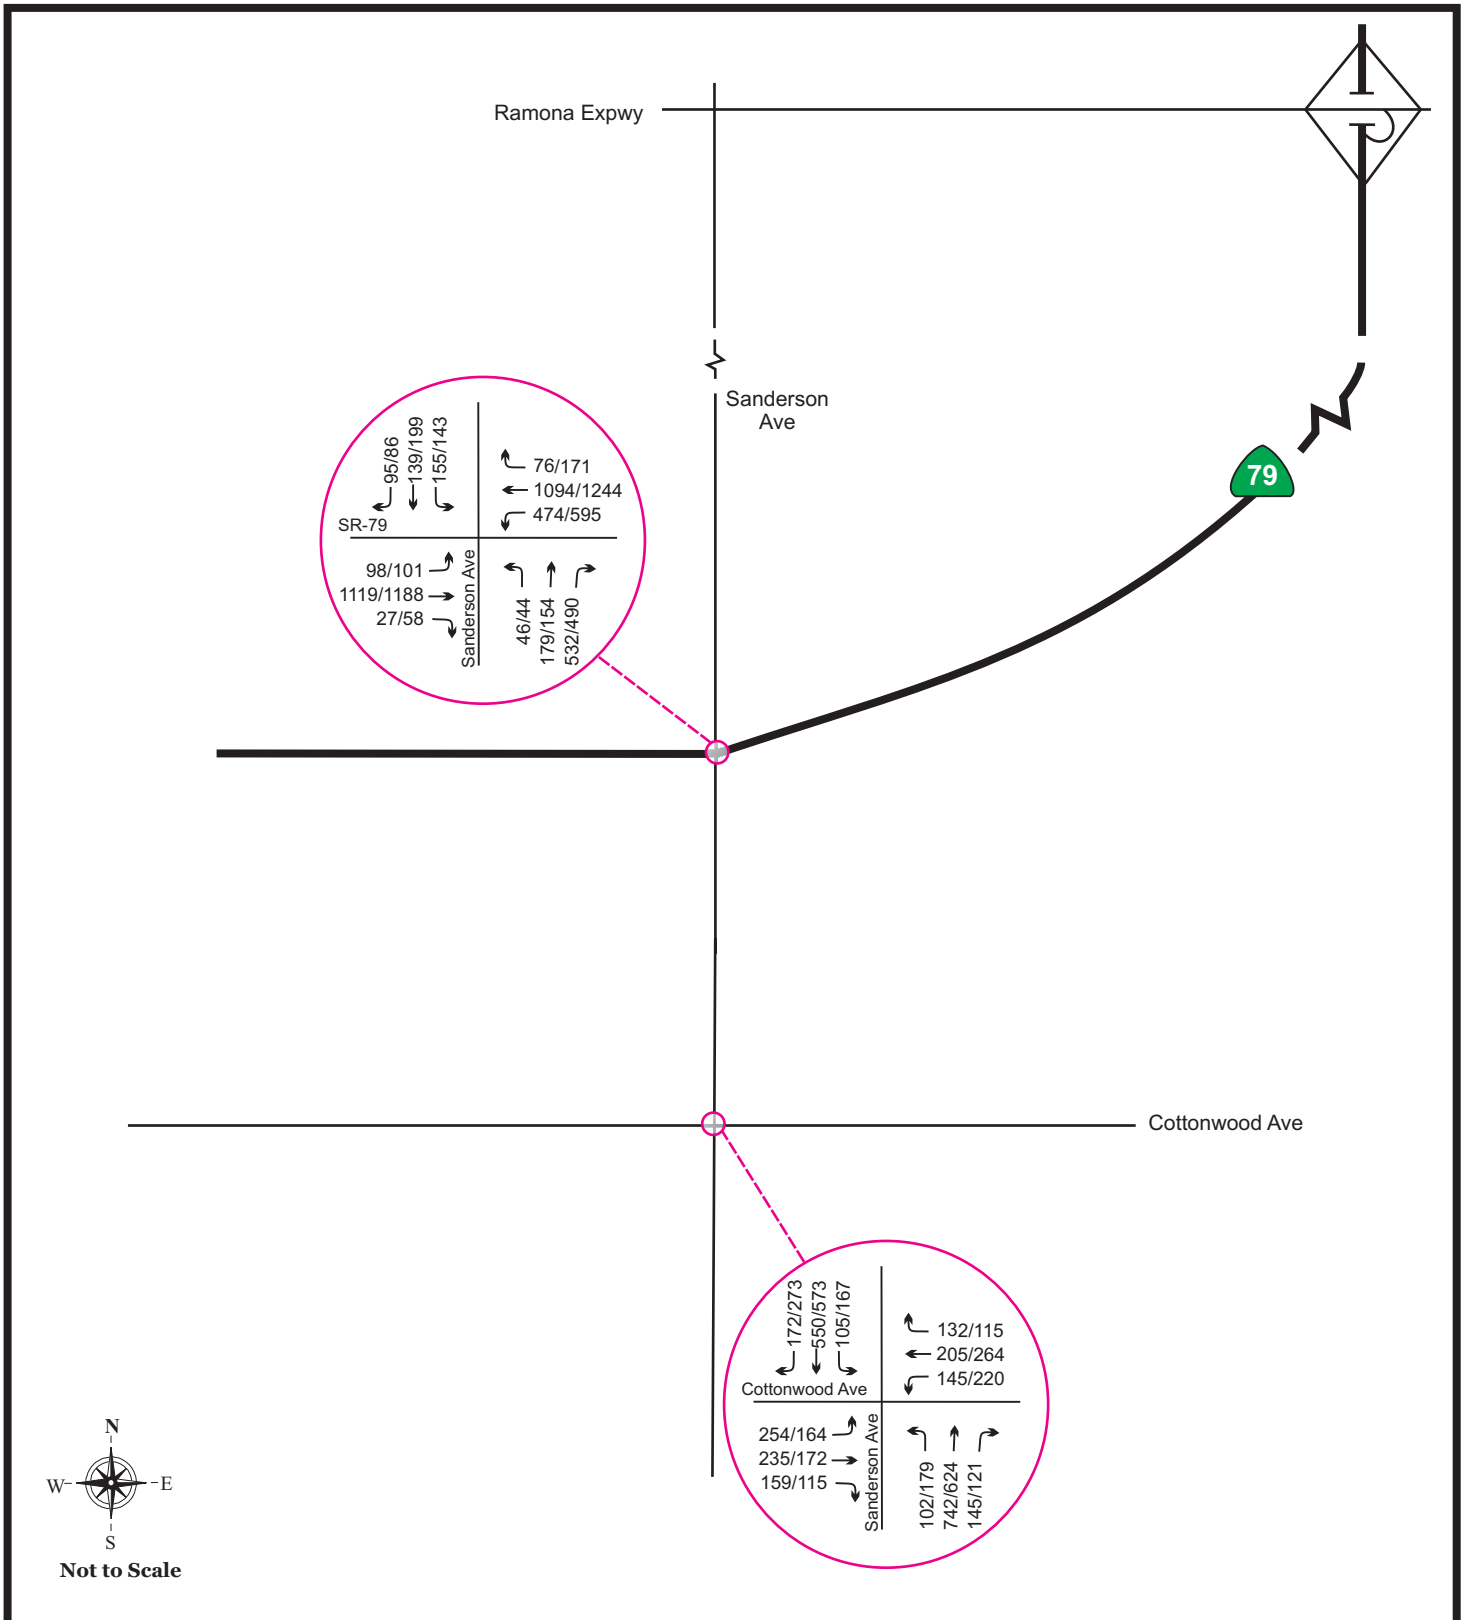 Ramona Expwy
Sanderson
Ave
79
95/86
139/199
155/143
76/171
1094/1244
474/595
SR-79
98/101
1119/1188
27/58
Sanderson Ave
46/44
179/154
532/490
Cottonwood Ave
172/273
550/573
105/167
132/115
205/264
145/220
Cottonwood Ave
254/164
235/172
159/115
Sanderson Ave
102/179
742/624
145/121
N
W
E
S
Not to Scale